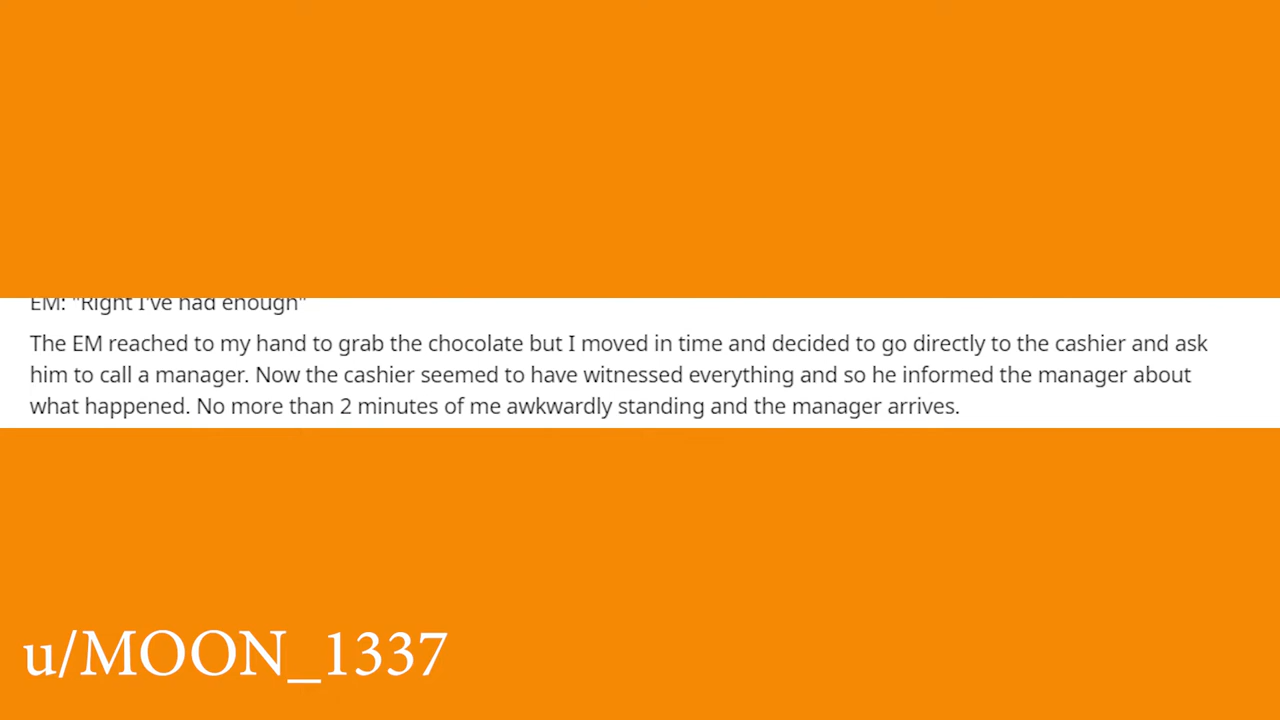 EM: "Right I've had enough"
The EM reached to my hand to grab the chocolate but I moved in time and decided to go directly to the cashier and ask
him to call a manager. Now the cashier seemed to have witnessed everything and so he informed the manager about
what happened. No more than 2 minutes of me awkwardly standing and the manager arrives.
u/MOON_1337